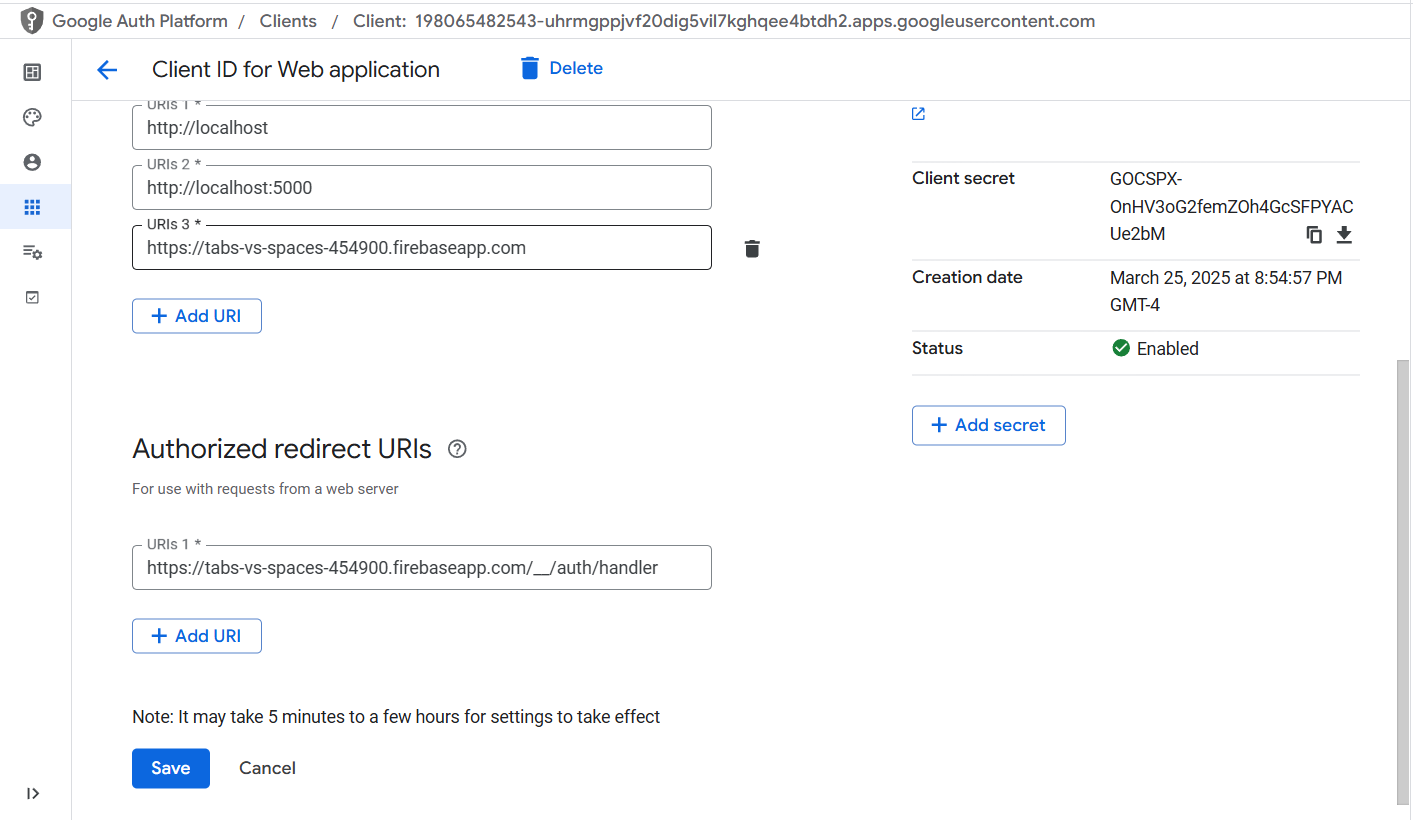 Google Auth Platform / Clients / Client: 198065482543-uhrmgppjvf20dig5vil7kghqee4btdh2.apps.googleusercontent.com
Client ID for Web application
Delete
URIs 1 *
http://localhost
URIs 2 *
http://localhost:5000
URIs 3 *
https://tabs-vs-spaces-454900.firebaseapp.com
+ Add URI
Authorized redirect URIs
For use with requests from a web server
URIs 1 *
https://tabs-vs-spaces-454900.firebaseapp.com/__/auth/handler
+ Add URI
Note: It may take 5 minutes to a few hours for settings to take effect
Save
Cancel
Client secret
GOCSPX-
OnHV3oG2femZOh4GcSFPYAC
Ue2bM
Creation date
March 25, 2025 at 8:54:57 PM
GMT-4
Status
Enabled
+ Add secret